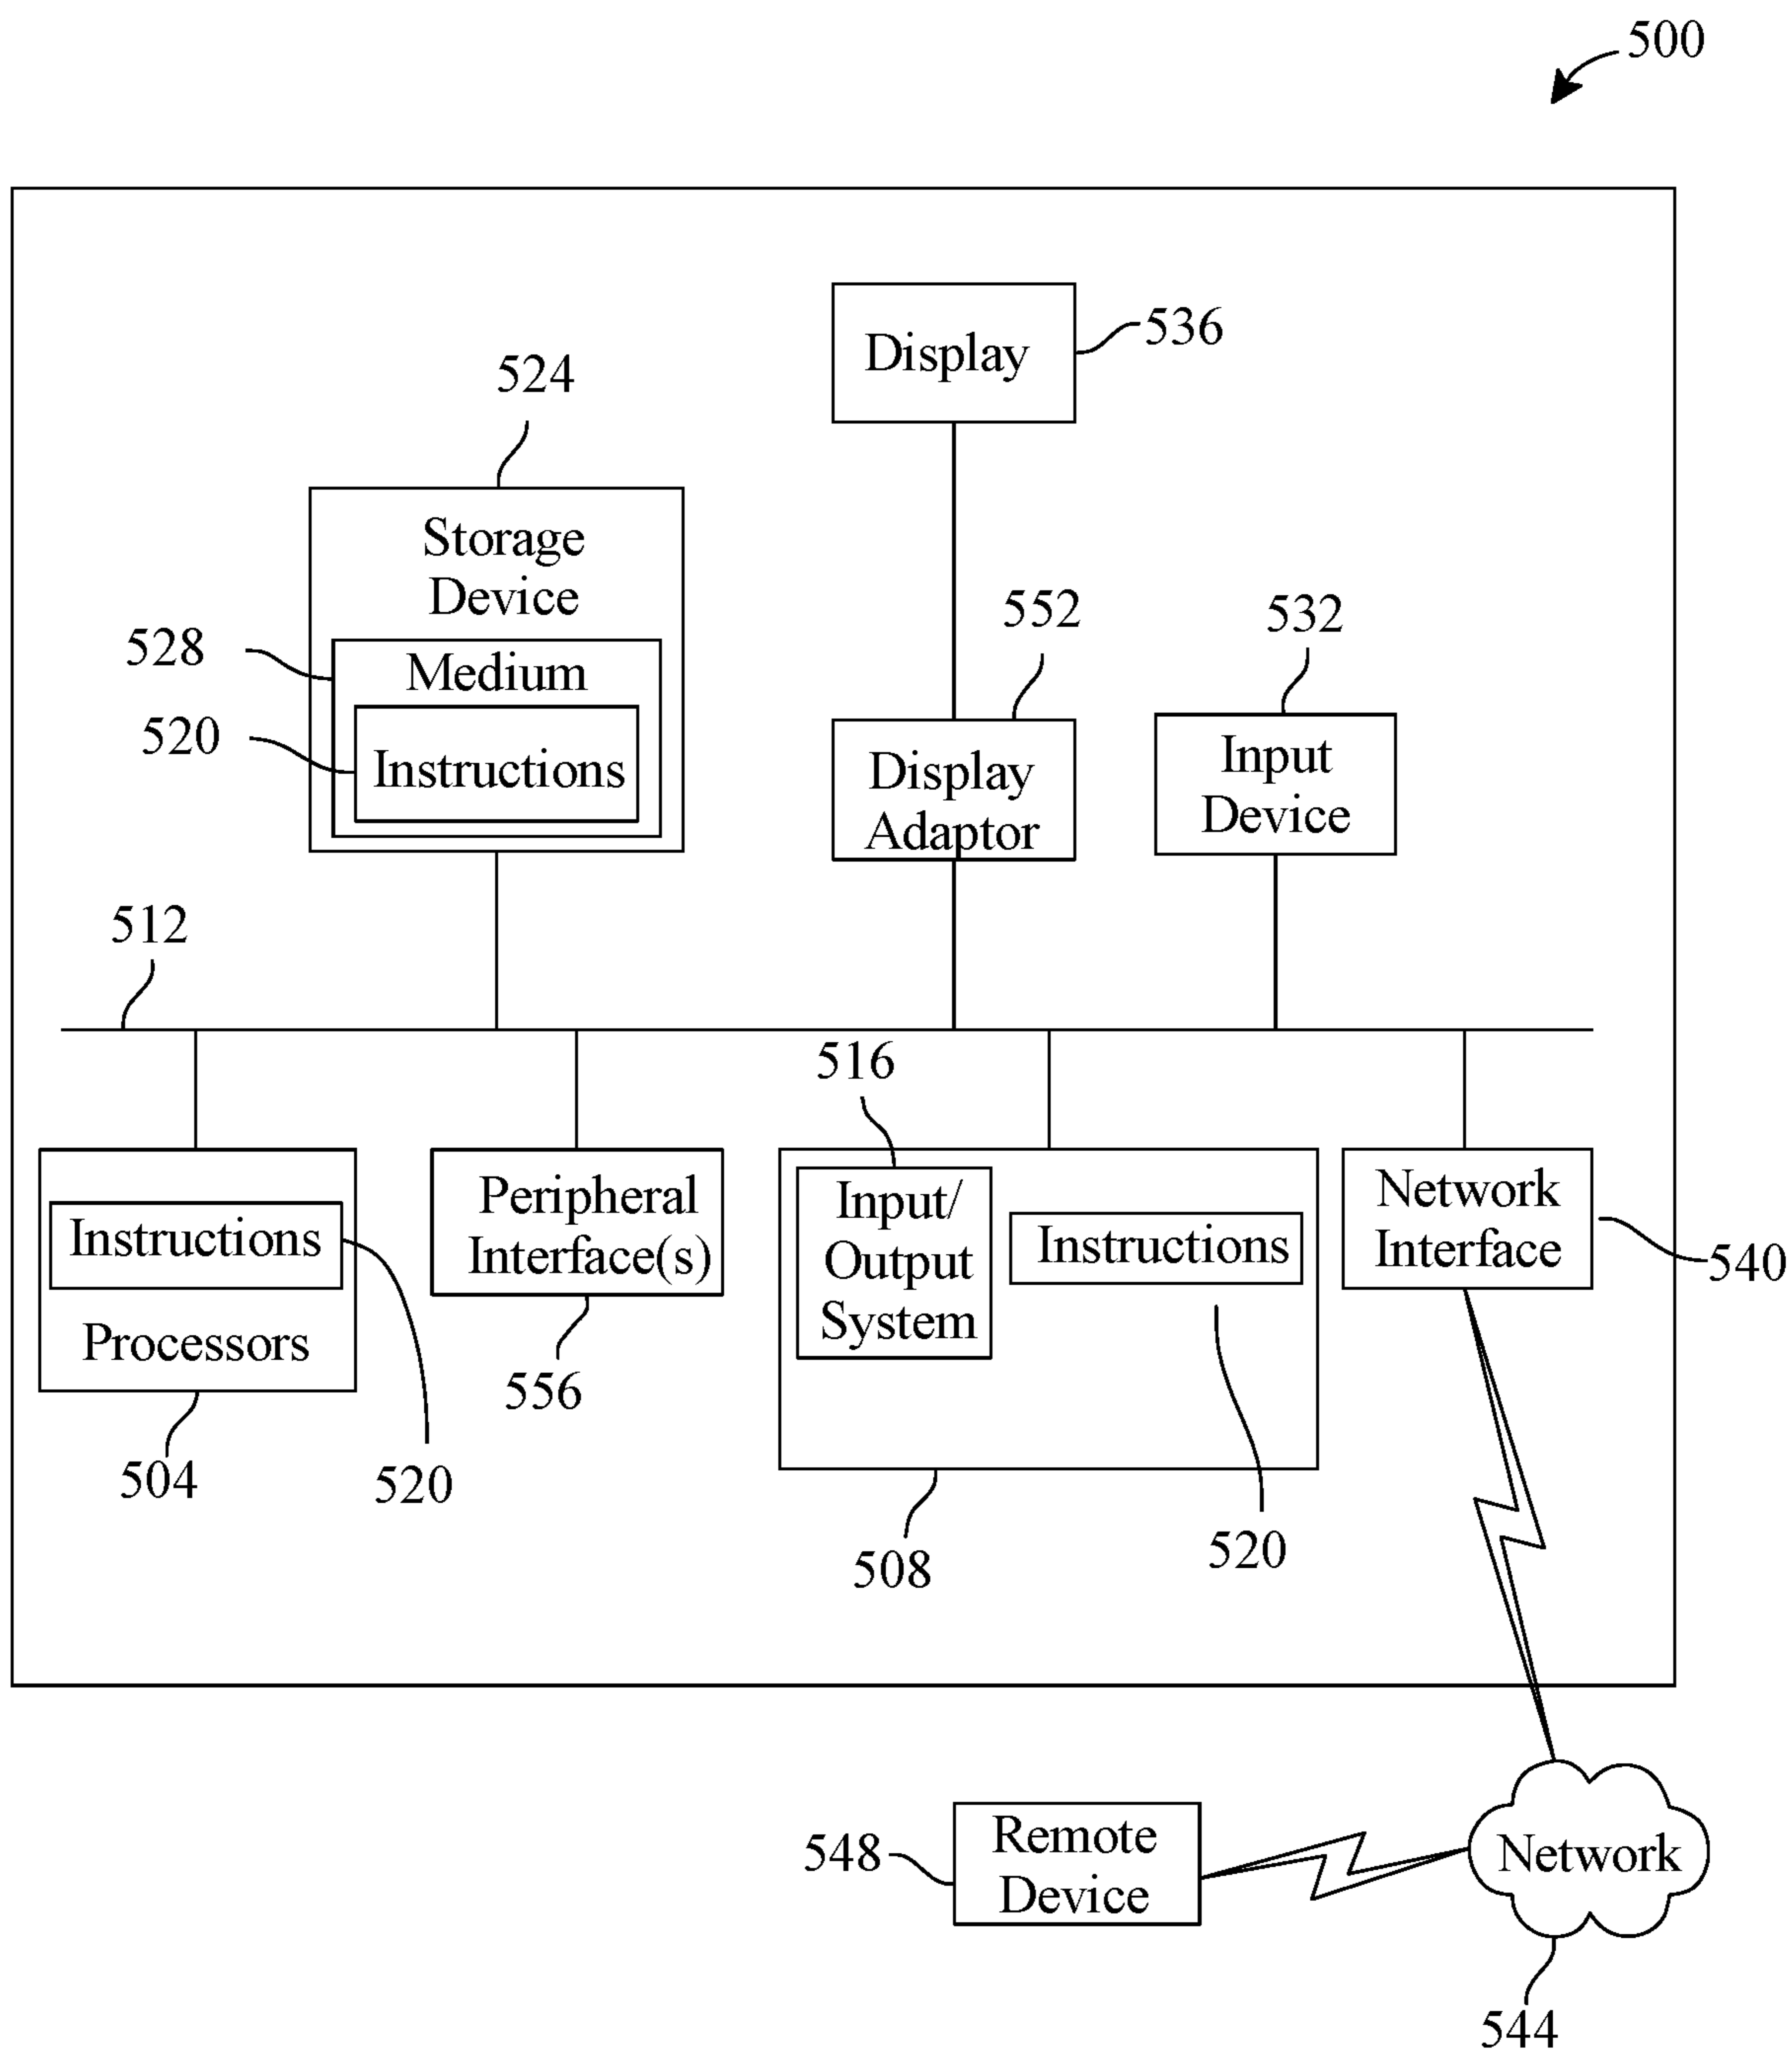 500
Display
536
524
Storage
Device
552
532
528
Medium
520
Instructions
Display
Adaptor
Input
Device
512
516
Instructions
Processors
Peripheral
Interface(s)
Input/
Output
System
Instructions
Network
Interface
540
556
504
520
508
520
548
Remote
Device
Network
544